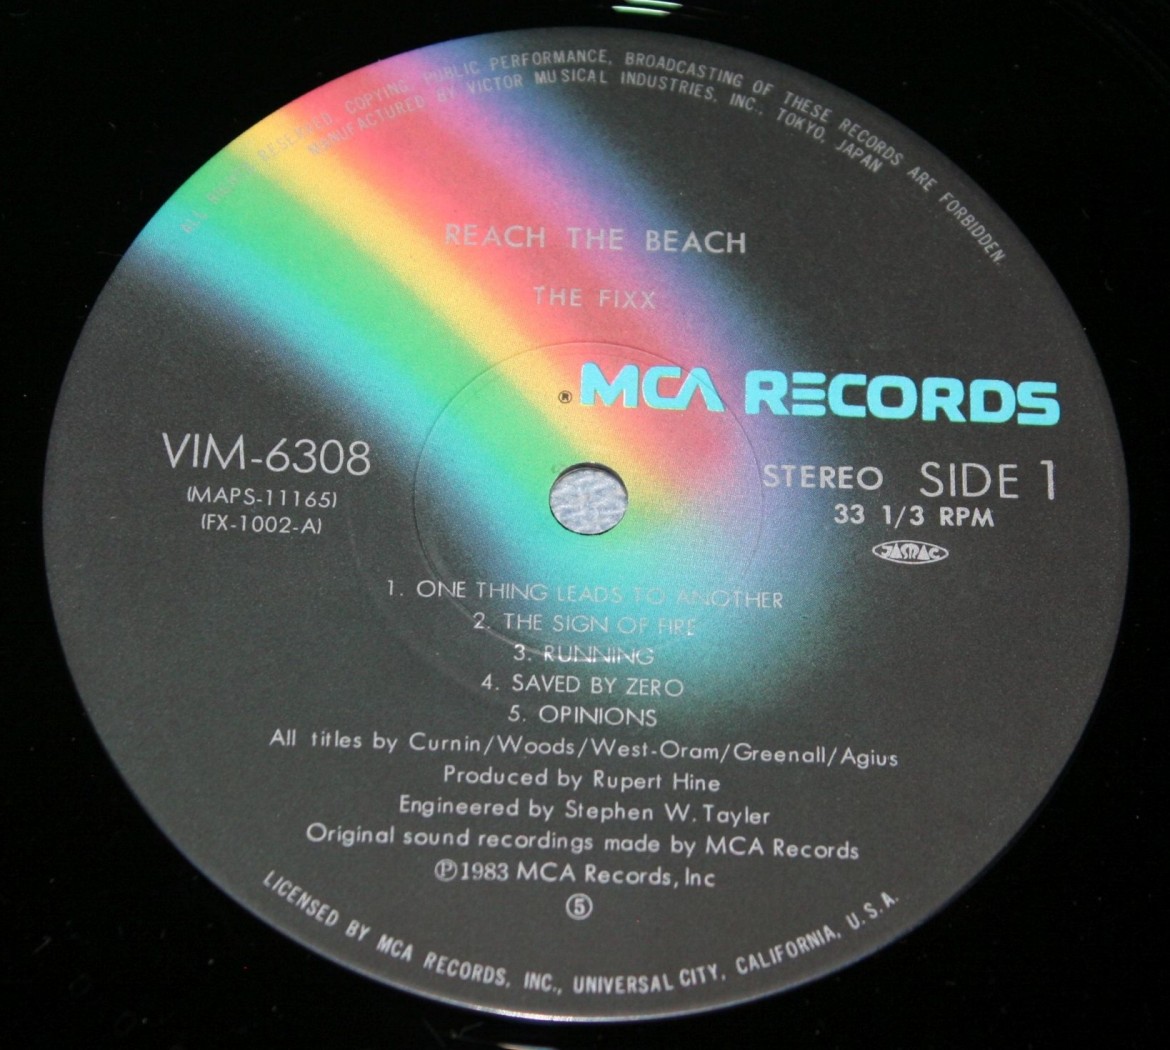 ALL RIGHTS RESERVED. COPYING, PUBLIC PERFORMANCE, BROADCASTING OF THESE RECORDS ARE FORBIDDEN.
MANUFACTURED BY VICTOR MUSICAL INDUSTRIES, INC., TOKYO, JAPAN
REACH THE BEACH
THE FiXX
® MCA RECORDS
VIM-6308
(MAPS-11165)
(FX-1002-A)
STEREO SIDE 1
33 1/3 RPM
JASRAC
1. ONE THING LEADS TO ANOTHER
2. THE SIGN OF FIRE
3. RUNNING
4. SAVED BY ZERO
5. OPINIONS
All titles by Curnin/Woods/West-Oram/Greenall/Agius
Produced by Rupert Hine
Engineered by Stephen W. Tayler
Original sound recordings made by MCA Records
Ⓟ1983 MCA Records, Inc
⑤
LICENSED BY MCA RECORDS, INC., UNIVERSAL CITY, CALIFORNIA, U.S.A.